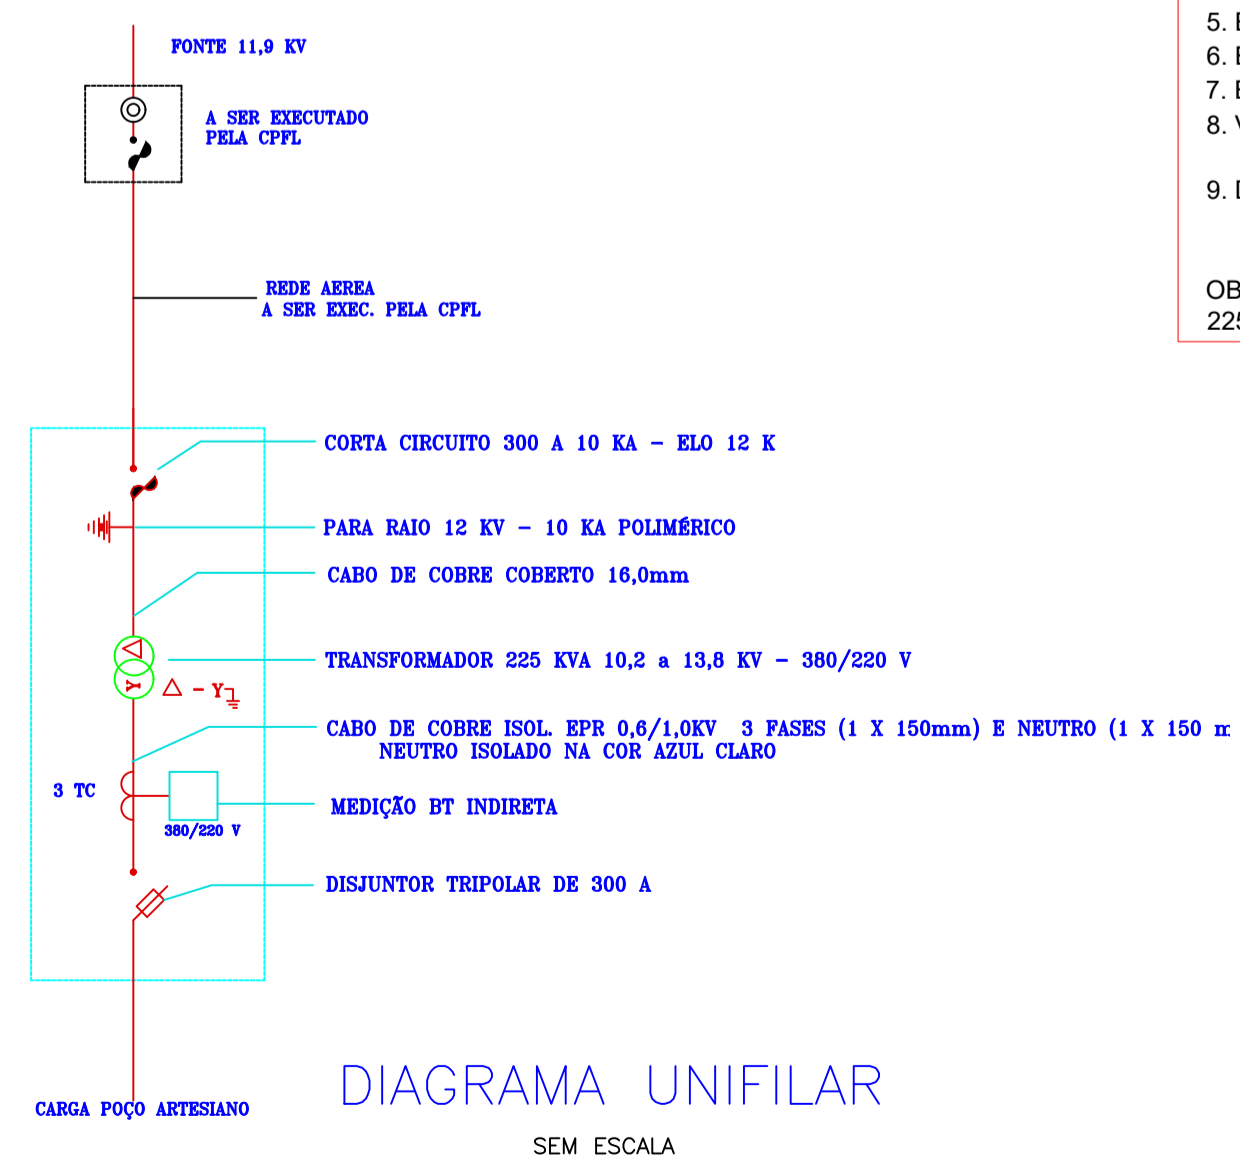 FONTE 11,9 KV
A SER EXECUTADO
PELA CPFL
REDE AEREA
A SER EXEC. PELA CPFL
CORTA CIRCUITO 300 A 10 KA - ELO 12 K
PARA RAIO 12 KV - 10 KA POLIMÉRICO
CABO DE COBRE COBERTO 16,0mm
TRANSFORMADOR 225 KVA 10,2 a 13,8 KV - 380/220 V
Y
△ - Y
CABO DE COBRE ISOL. EPR 0,6/1,0KV 3 FASES (1 X 150mm) E NEUTRO (1 X 150
NEUTRO ISOLADO NA COR AZUL CLARO
3 TC
380/220 V
MEDIÇÃO BT INDIRETA
DISJUNTOR TRIPOLAR DE 300 A
CARGA POÇO ARTESIANO
DIAGRAMA UNIFILAR
SEM ESCALA
5.
6.
7.
8.
9.
OB
225